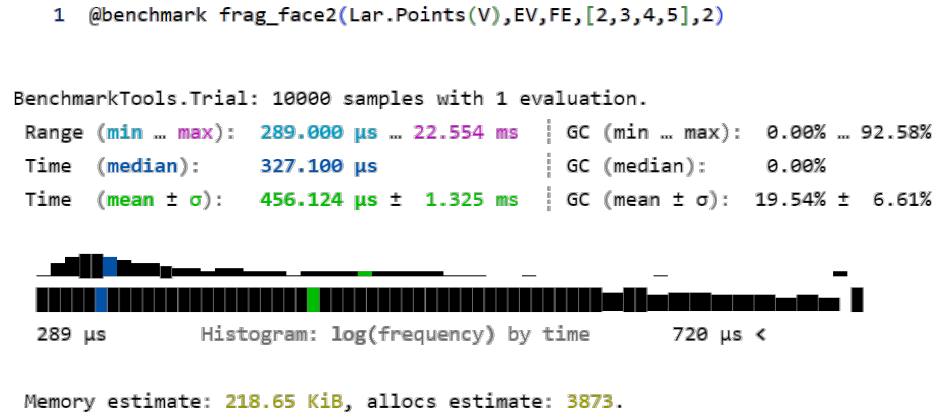 1 @benchmark frag_face2(Lar.Points(V),EV,FE,[2,3,4,5],2)
BenchmarkTools.Trial: 10000 samples with 1 evaluation.
Range (min … max): 289.000 μs … 22.554 ms ┊ GC (min … max): 0.00% … 92.58%
Time (median): 327.100 μs ┊ GC (median): 0.00%
Time (mean ± σ): 456.124 μs ± 1.325 ms ┊ GC (mean ± σ): 19.54% ± 6.61%
289 μs Histogram: log(frequency) by time 720 μs <
Memory estimate: 218.65 KiB, allocs estimate: 3873.